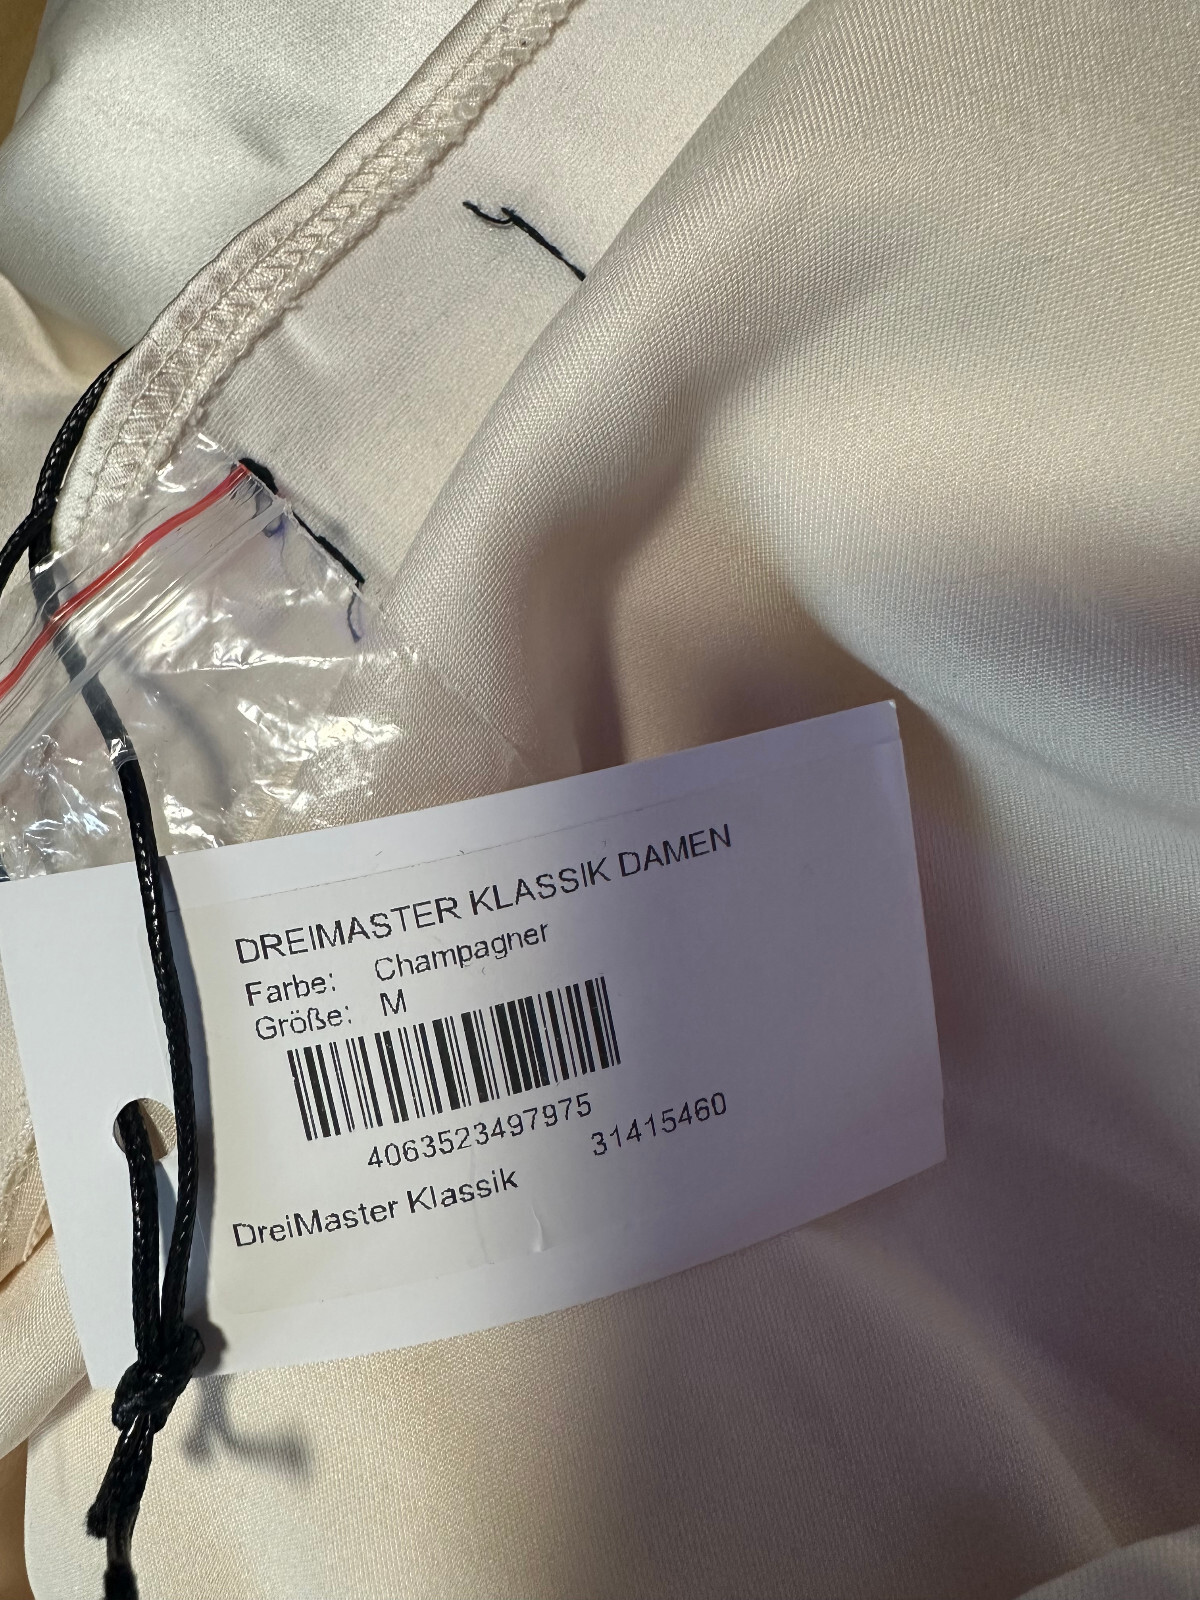 DREIMASTER KLASSIK DAMEN
Farbe: Champagner
Größe: M
4063523497975
31415460
DreiMaster Klassik